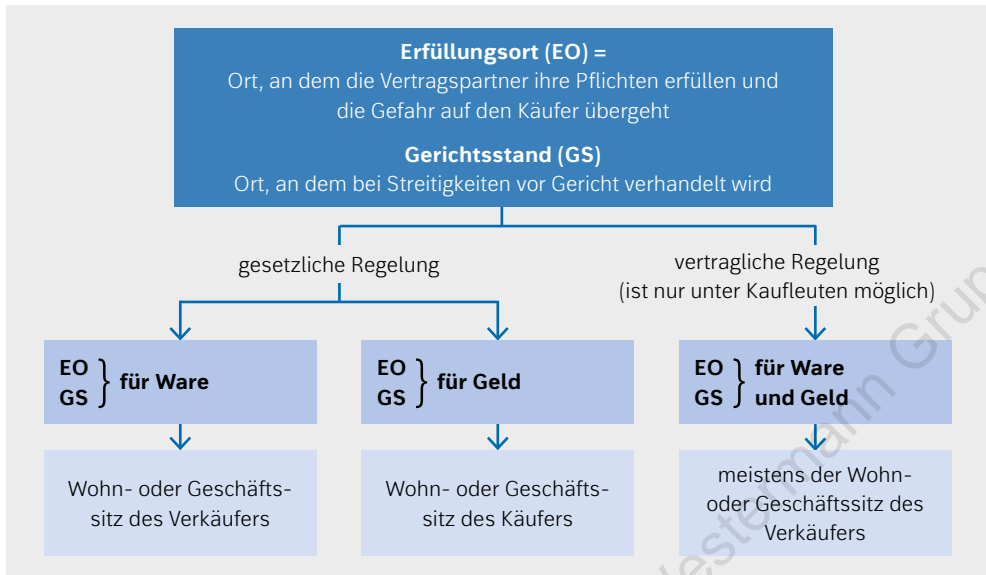 Erfüllungsort (EO) =
Ort, an dem die Vertragspartner ihre Pflichten erfüllen und
die Gefahr auf den Käufer übergeht
Gerichtsstand (GS)
Ort, an dem bei Streitigkeiten vor Gericht verhandelt wird
gesetzliche Regelung
vertragliche Regelung
(ist nur unter Kaufleuten möglich)
EO
GS
} für Ware
EO
GS
} für Geld
EO
GS
} für Ware
und Geld
Wohn- oder Geschäfts-
sitz des Verkäufers
Wohn- oder Geschäfts-
sitz des Käufers
meistens der Wohn-
oder Geschäftssitz des
Verkäufers